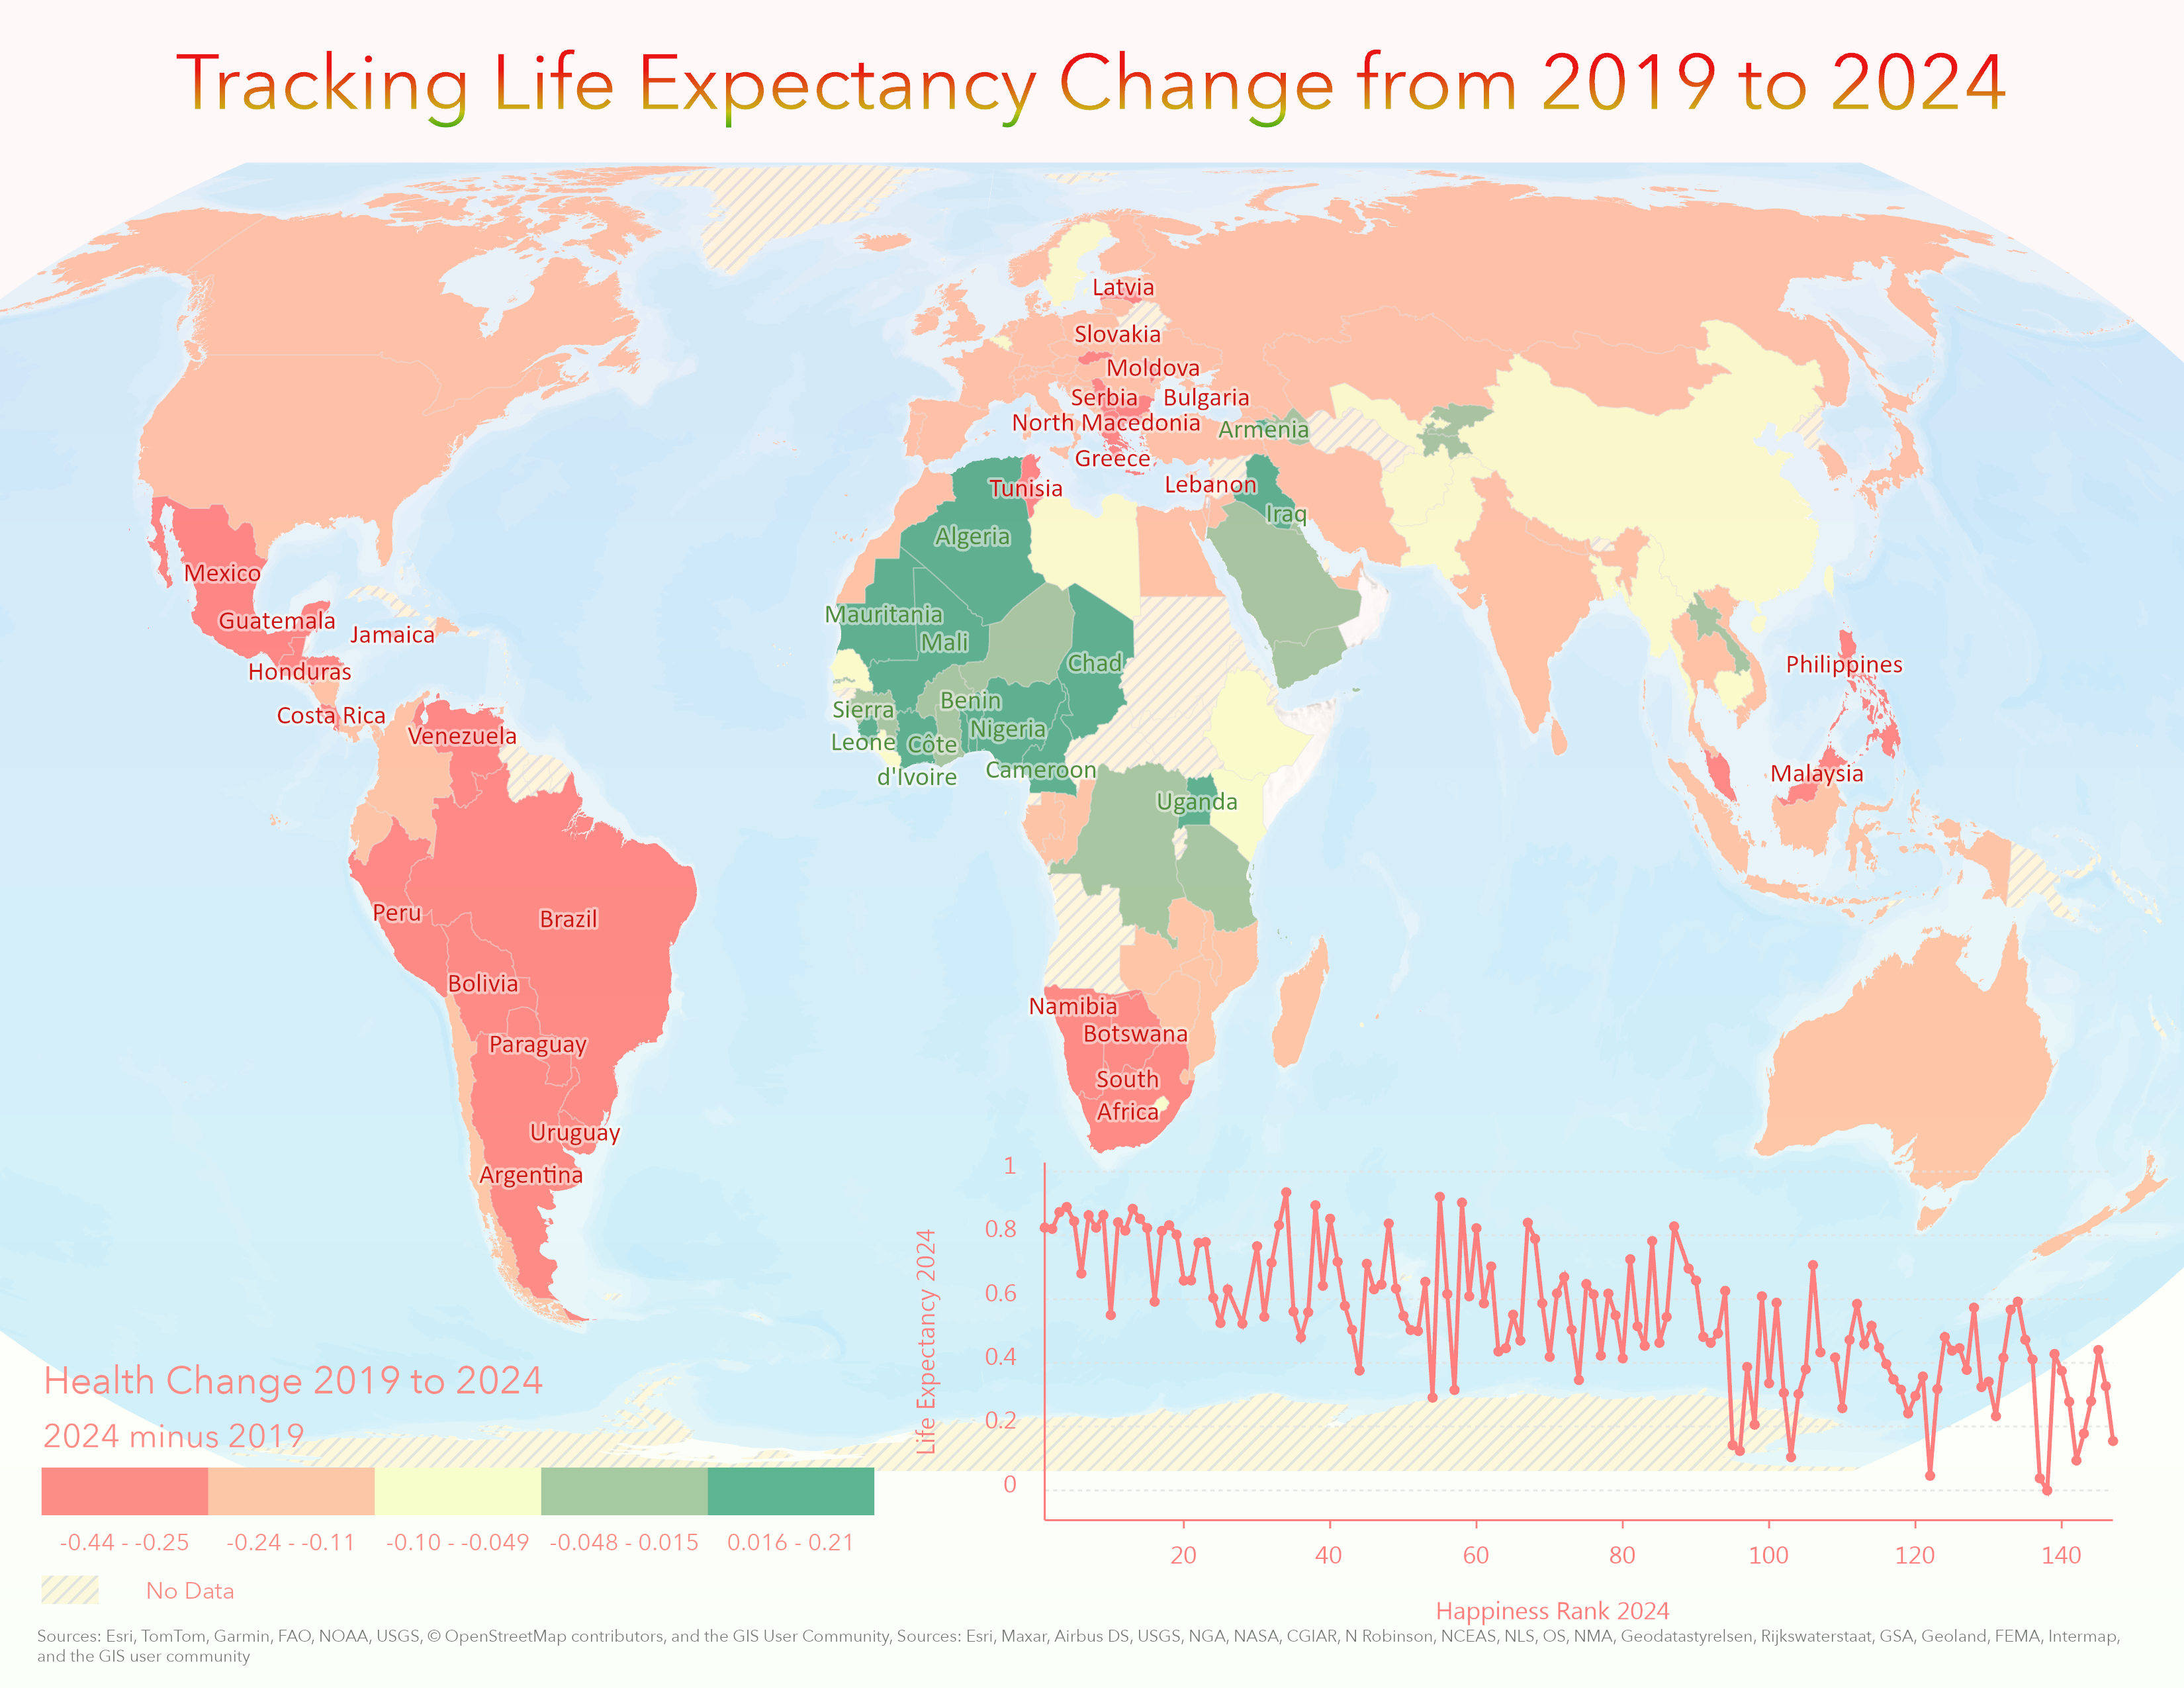 Tracking Life Expectancy Change from 2019 to 2024
Latvia
Slovakia
Moldova
Serbia
Bulgaria
North Macedonia
Armenia
Greece
Tunisia
Lebanon
Iraq
Algeria
Mexico
Guatemala
Jamaica
Mauritania
Mali
Chad
Philippines
Honduras
Benin
Sierra
Leone
Costa Rica
Nigeria
Venezuela
Côte
d'Ivoire
Cameroon
Malaysia
Uganda
Peru
Brazil
Bolivia
Namibia
Botswana
Paraguay
South
Africa
Uruguay
Argentina
1
0.8
0.6
0.4
0.2
0
Life Expectancy 2024
20 40 60 80 100 120 140
Happiness Rank 2024
Health Change 2019 to 2024
2024 minus 2019
-0.44 - -0.25 -0.24 - -0.11 -0.10 - -0.049 -0.048 - 0.015 0.016 - 0.21
No Data
Sources: Esri, TomTom, Garmin, FAO, NOAA, USGS, © OpenStreetMap contributors, and the GIS User Community, Sources: Esri, Maxar, Airbus DS, USGS, NGA, NASA, CGIAR, N Robinson, NCEAS, NLS, OS, NMA, Geodatastyrelsen, Rijkswaterstaat, GSA, Geoland, FEMA, Intermap,
and the GIS user community